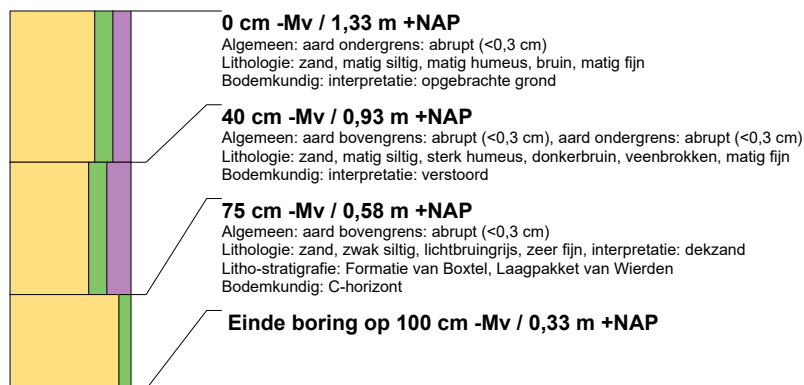 0 cm -Mv / 1,33 m +NAP
Algemeen: aard ondergrens: abrupt (<0,3 cm)
Lithologie: zand, matig siltig, matig humeus, bruin, matig fijn
Bodemkundig: interpretatie: opgebrachte grond
40 cm -Mv / 0,93 m +NAP
Algemeen: aard bovengrens: abrupt (<0,3 cm), aard ondergrens: abrupt (<0,3 cm)
Lithologie: zand, matig siltig, sterk humeus, donkerbruin, veenbrokken, matig fijn
Bodemkundig: interpretatie: verstoord
75 cm -Mv / 0,58 m +NAP
Algemeen: aard bovengrens: abrupt (<0,3 cm)
Lithologie: zand, zwak siltig, lichtbruingrijs, zeer fijn, interpretatie: dekzand
Litho-stratigrafie: Formatie van Boxtel, Laagpakket van Wierden
Bodemkundig: C-horizont
Einde boring op 100 cm -Mv / 0,33 m +NAP